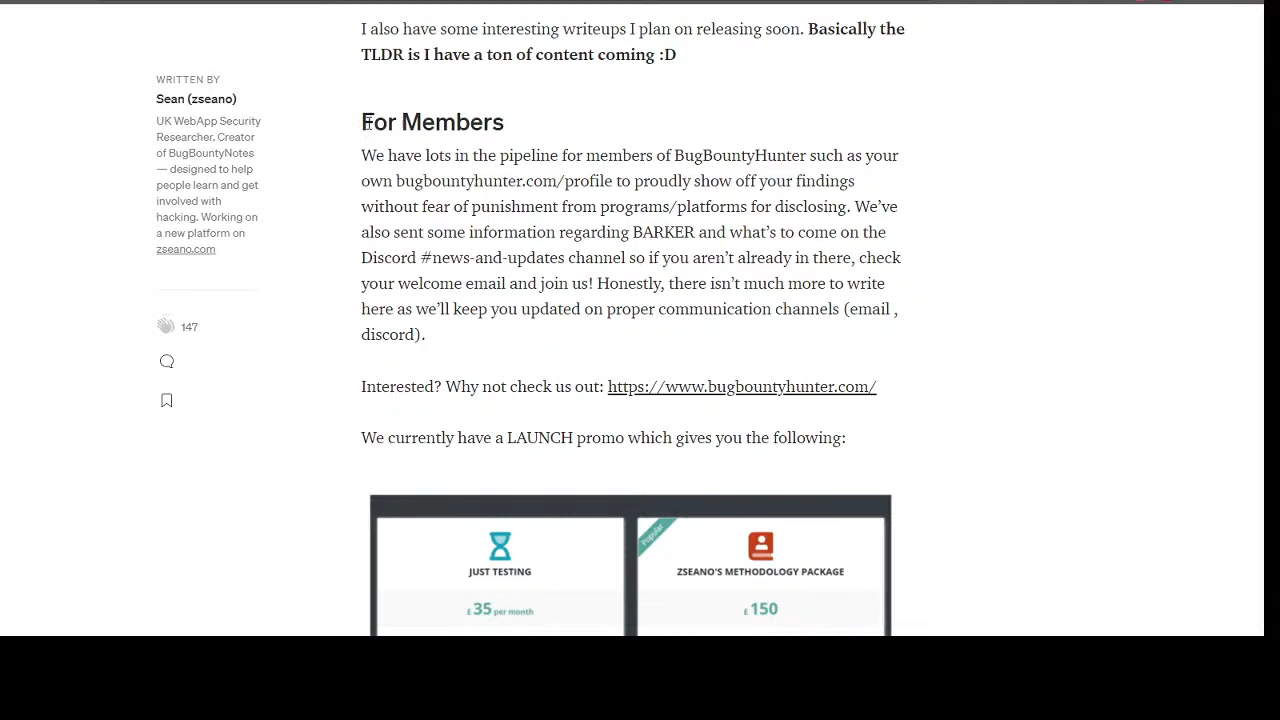 I also have some interesting writeups I plan on releasing soon. Basically the
TLDR is I have a ton of content coming :D
WRITTEN BY
Sean (zseano)
UK WebApp Security
Researcher. Creator
of BugBountyNotes
— designed to help
people learn and get
involved with
hacking. Working on
a new platform on
zseano.com
147
For Members
We have lots in the pipeline for members of BugBountyHunter such as your
own bugbountyhunter.com/profile to proudly show off your findings
without fear of punishment from programs/platforms for disclosing. We’ve
also sent some information regarding BARKER and what’s to come on the
Discord #news-and-updates channel so if you aren’t already in there, check
your welcome email and join us! Honestly, there isn’t much more to write
here as we’ll keep you updated on proper communication channels (email ,
discord).
Interested? Why not check us out: https://www.bugbountyhunter.com/
We currently have a LAUNCH promo which gives you the following:
JUST TESTING
£ 35 per month
Popular
ZSEANO'S METHODOLOGY PACKAGE
£ 150